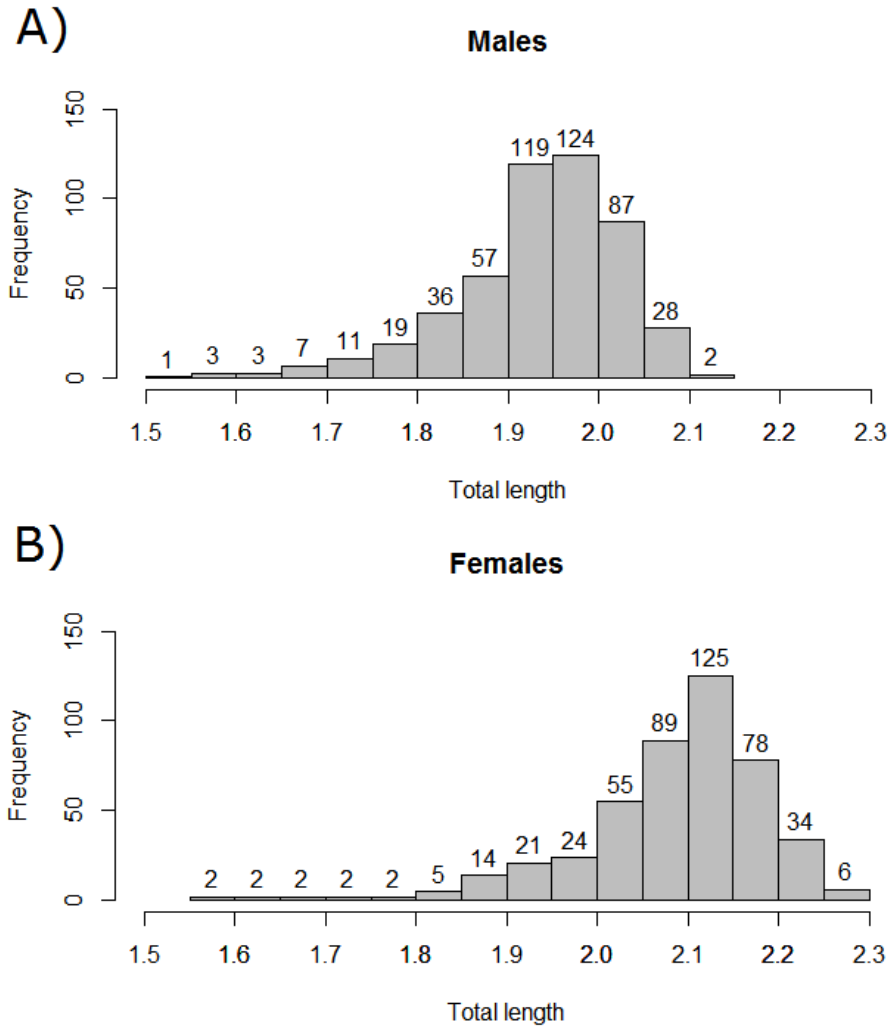 A)
Males
Frequency
150
100
50
0
1 3 3 7 11 19 36 57 119 124 87 28 2
1.5 1.6 1.7 1.8 1.9 2.0 2.1 2.2 2.3
Total length
B)
Females
Frequency
150
100
50
0
2 2 2 2 2 5 14 21 24 55 89 125 78 34 6
1.5 1.6 1.7 1.8 1.9 2.0 2.1 2.2 2.3
Total length